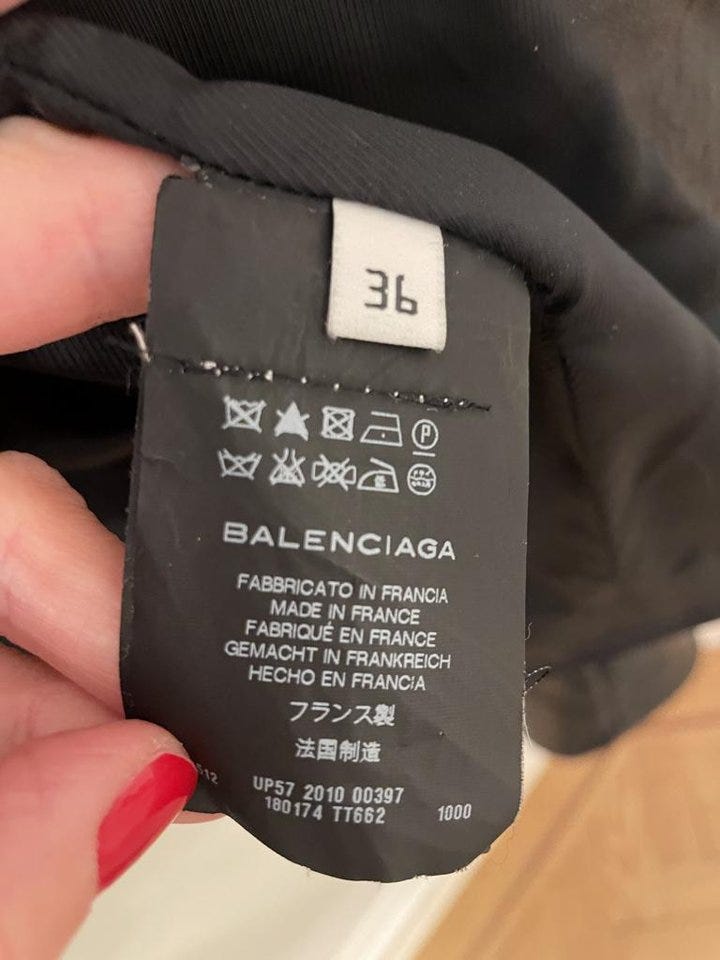 36
P
BALENCIAGA
FABBRICATO IN FRANCIA
MADE IN FRANCE
FABRIQUÉ EN FRANCE
GEMACHT IN FRANKREICH
HECHO EN FRANCIA
フランス製
法国制造
UP57 2010 00397
180174 TT662
1000